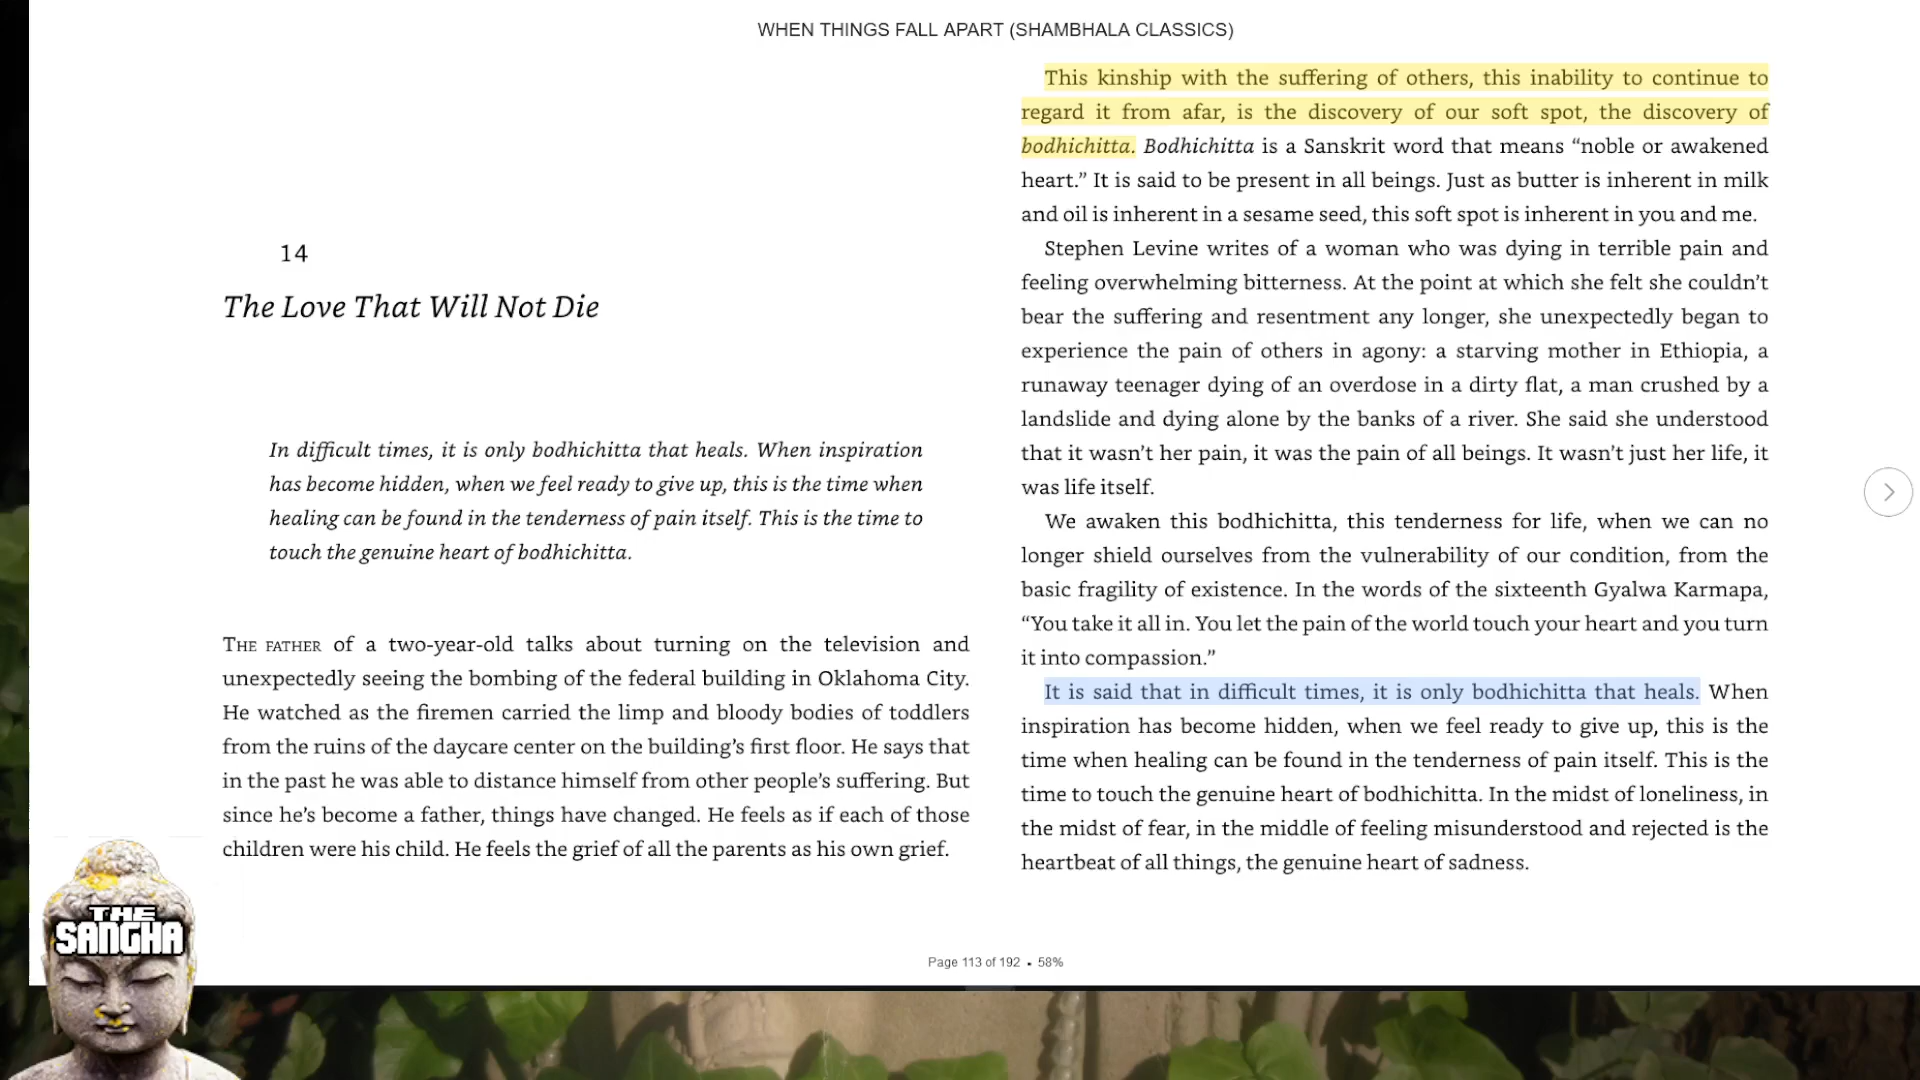 WHEN THINGS FALL APART (SHAMBHALA CLASSICS)
14
The Love That Will Not Die
In difficult times, it is only bodhichitta that heals. When inspiration
has become hidden, when we feel ready to give up, this is the time when
healing can be found in the tenderness of pain itself. This is the time to
touch the genuine heart of bodhichitta.
THE FATHER of a two-year-old talks about turning on the television and
unexpectedly seeing the bombing of the federal building in Oklahoma City.
He watched as the firemen carried the limp and bloody bodies of toddlers
from the ruins of the daycare center on the building’s first floor. He says that
in the past he was able to distance himself from other people’s suffering. But
since he’s become a father, things have changed. He feels as if each of those
children were his child. He feels the grief of all the parents as his own grief.
This kinship with the suffering of others, this inability to continue to
regard it from afar, is the discovery of our soft spot, the discovery of
bodhichitta. Bodhichitta is a Sanskrit word that means “noble or awakened
heart.” It is said to be present in all beings. Just as butter is inherent in milk
and oil is inherent in a sesame seed, this soft spot is inherent in you and me.
Stephen Levine writes of a woman who was dying in terrible pain and
feeling overwhelming bitterness. At the point at which she felt she couldn’t
bear the suffering and resentment any longer, she unexpectedly began to
experience the pain of others in agony: a starving mother in Ethiopia, a
runaway teenager dying of an overdose in a dirty flat, a man crushed by a
landslide and dying alone by the banks of a river. She said she understood
that it wasn’t her pain, it was the pain of all beings. It wasn’t just her life, it
was life itself.
We awaken this bodhichitta, this tenderness for life, when we can no
longer shield ourselves from the vulnerability of our condition, from the
basic fragility of existence. In the words of the sixteenth Gyalwa Karmapa,
“You take it all in. You let the pain of the world touch your heart and you turn
it into compassion.”
It is said that in difficult times, it is only bodhichitta that heals. When
inspiration has become hidden, when we feel ready to give up, this is the
time when healing can be found in the tenderness of pain itself. This is the
time to touch the genuine heart of bodhichitta. In the midst of loneliness, in
the midst of fear, in the middle of feeling misunderstood and rejected is the
heartbeat of all things, the genuine heart of sadness.
Page 113 of 192 • 58%
THE
SANGHA